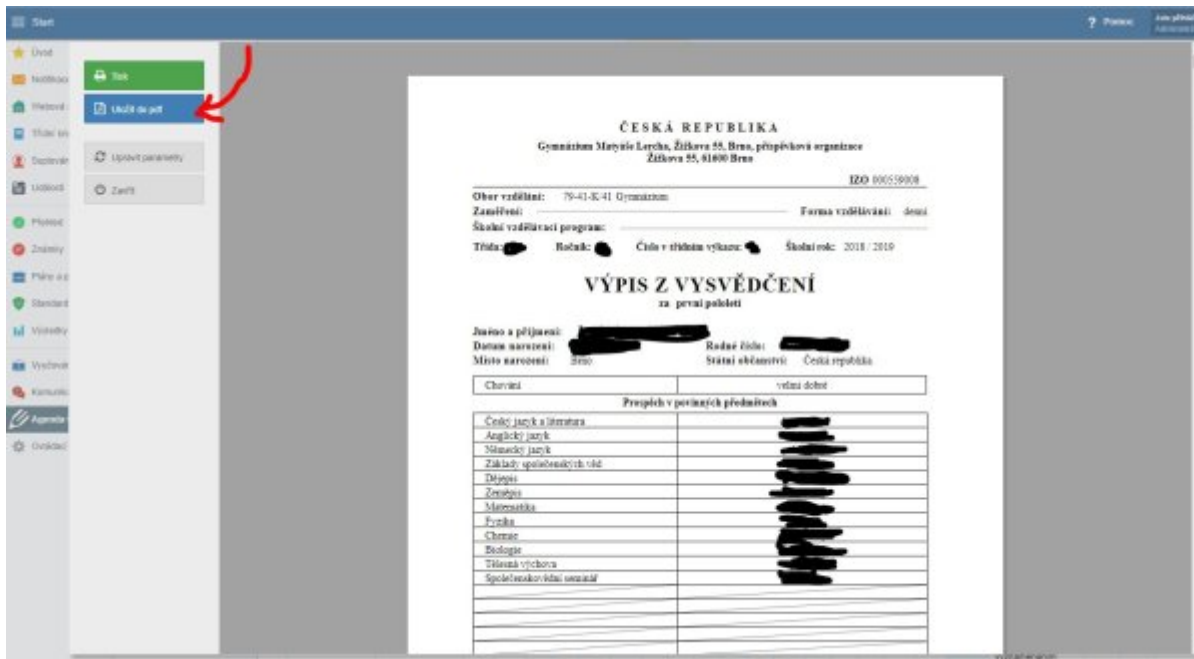 Start
? Pomoc
Úvod
Tisk
Uložit do pdf
Upravit parametry
Zavřít
Známky
Agenda
ČESKÁ REPUBLIKA
Gymnázium Matyáše Lercha, Žižkova 55, Brno, příspěvková organizace
Žižkova 55, 61600 Brno
IZO 000559008
Obor vzdělání: 79-41-K/41 Gymnázium
Zaměření: Forma vzdělávání: denní
Školní vzdělávací program:
Třída: Ročník: Číslo v třídním výkazu: Školní rok: 2018 / 2019
VÝPIS Z VYSVĚDČENÍ
za první pololetí
Jméno a příjmení:
Datum narození: Rodné číslo:
Místo narození: Brno Státní občanství: Česká republika
Chování velmi dobré
Prospěch v povinných předmětech
Český jazyk a literatura
Anglický jazyk
Německý jazyk
Základy společenských věd
Dějepis
Zeměpis
Matematika
Fyzika
Chemie
Biologie
Tělesná výchova
Společenskovědní seminář